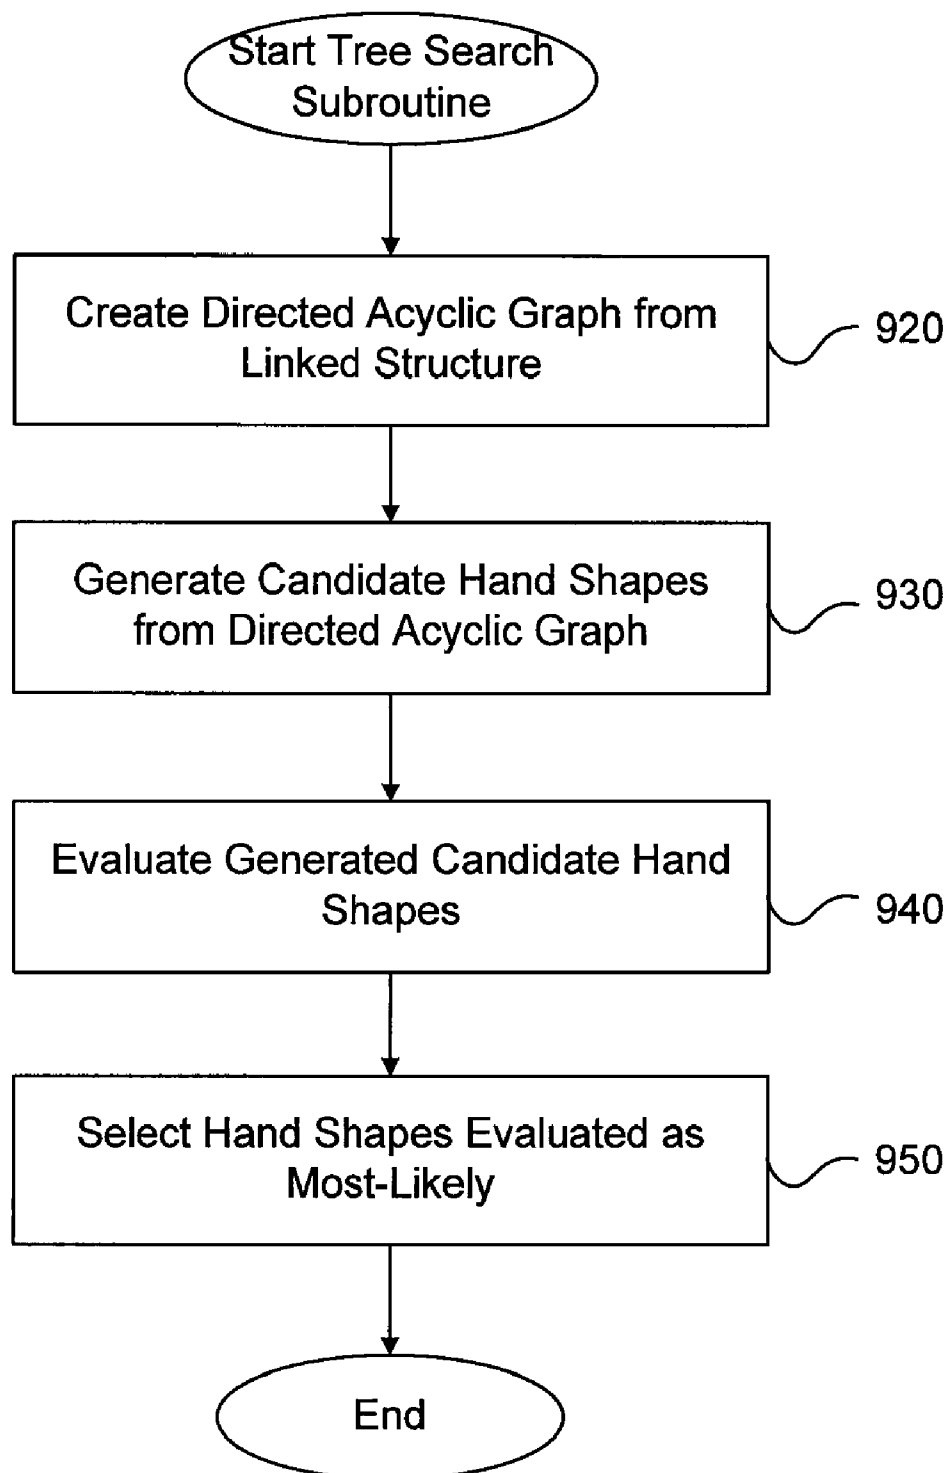 Start Tree Search
Subroutine
Create Directed Acyclic Graph from
Linked Structure
920
Generate Candidate Hand Shapes
from Directed Acyclic Graph
930
Evaluate Generated Candidate Hand
Shapes
940
Select Hand Shapes Evaluated as
Most-Likely
950
End